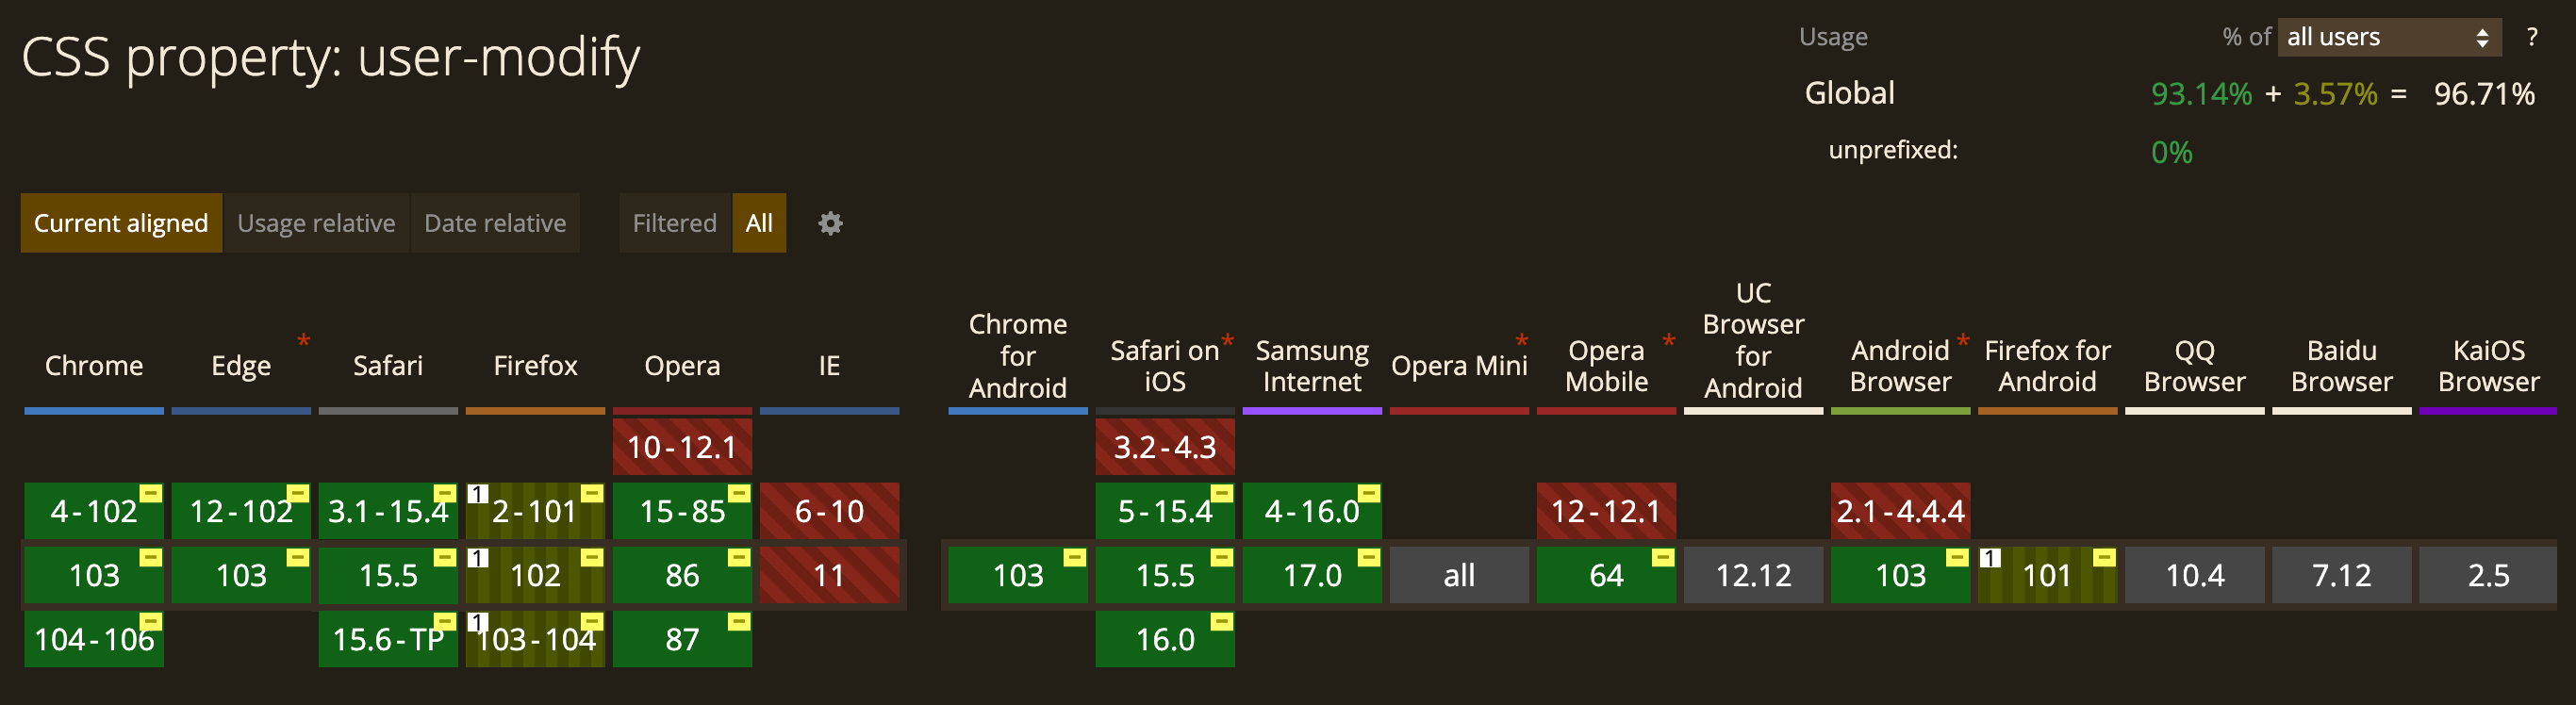 CSS property: user-modify
Usage % of all users ?
Global 93.14% + 3.57% = 96.71%
unprefixed: 0%
Current aligned Usage relative Date relative Filtered All
Chrome
Edge *
Safari
Firefox
Opera
IE
Chrome
for
Android
Safari on *
iOS
Samsung
Internet
Opera Mini *
Opera *
Mobile
UC
Browser
for
Android
Android *
Browser
Firefox for
Android
QQ
Browser
Baidu
Browser
KaiOS
Browser
10-12.1 3.2-4.3
4-102 12-102 3.1-15.4 1 2-101 15-85 6-10 5-15.4 4-16.0 12-12.1 2.1-4.4.4
103 103 15.5 1 102 86 11 103 15.5 17.0 all 64 12.12 103 1 101 10.4 7.12 2.5
104-106 15.6-TP 1 103-104 87 16.0